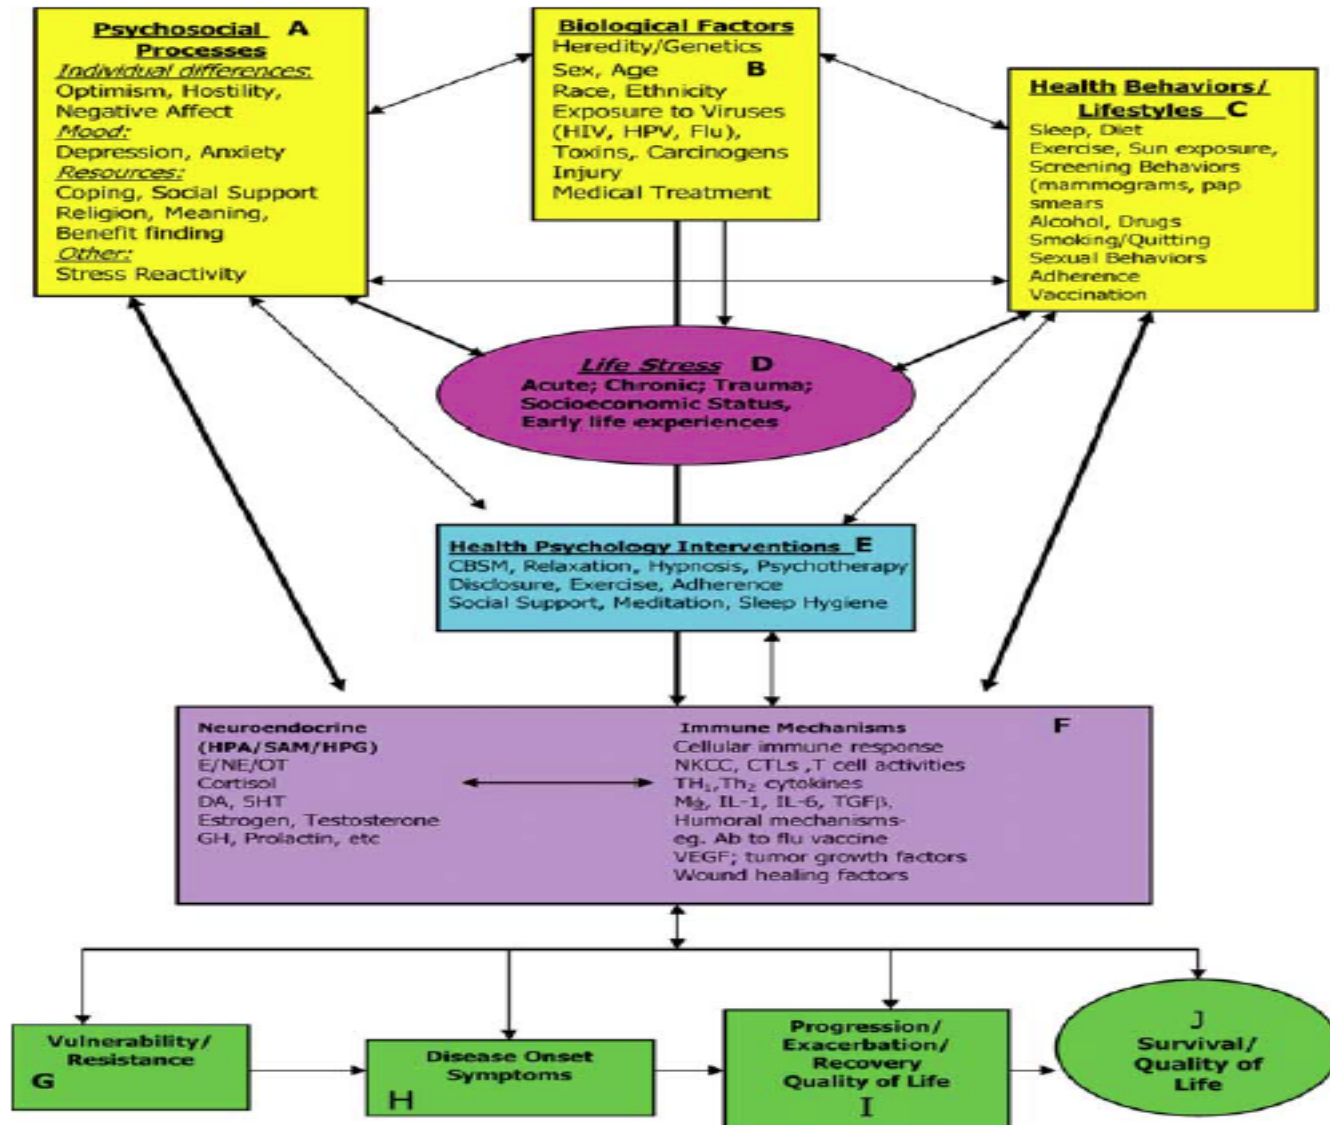 Psychosocial A
Processes
Individual differences:
Optimism, Hostility,
Negative Affect
Mood:
Depression, Anxiety
Resources:
Coping, Social Support
Religion, Meaning,
Benefit finding
Other:
Stress Reactivity
Biological Factors
Heredity/Genetics
Sex, Age B
Race, Ethnicity
Exposure to Viruses
(HIV, HPV, Flu),
Toxins, Carcinogens
Injury
Medical Treatment
Health Behaviors/
Lifestyles C
Sleep, Diet
Exercise, Sun exposure,
Screening Behaviors
(mammograms, pap
smears
Alcohol, Drugs
Smoking/Quitting
Sexual Behaviors
Adherence
Vaccination
Life Stress D
Acute; Chronic; Trauma;
Socioeconomic Status,
Early life experiences
Health Psychology Interventions E
CBSM, Relaxation, Hypnosis, Psychotherapy
Disclosure, Exercise, Adherence
Social Support, Meditation, Sleep Hygiene
Neuroendocrine
(HPA/SAM/HPG)
E/NE/OT
Cortisol
DA, 5HT
Estrogen, Testosterone
GH, Prolactin, etc
Immune Mechanisms F
Cellular immune response
NKCC, CTLs ,T cell activities
TH₁,Th₂ cytokines
Mϕ, IL-1, IL-6, TGFβ,
Humoral mechanisms-
eg. Ab to flu vaccine
VEGF; tumor growth factors
Wound healing factors
Vulnerability/
Resistance
G
Disease Onset
Symptoms
H
Progression/
Exacerbation/
Recovery
Quality of Life
I
J
Survival/
Quality of
Life